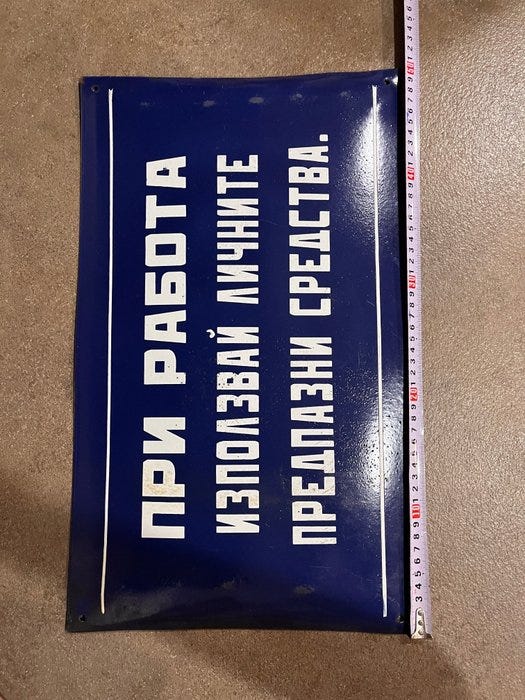 ПРИ РАБОТА
ИЗПОЛЗВАЙ ЛИЧНИТЕ
ПРЕДПАЗНИ СРЕДСТВА.